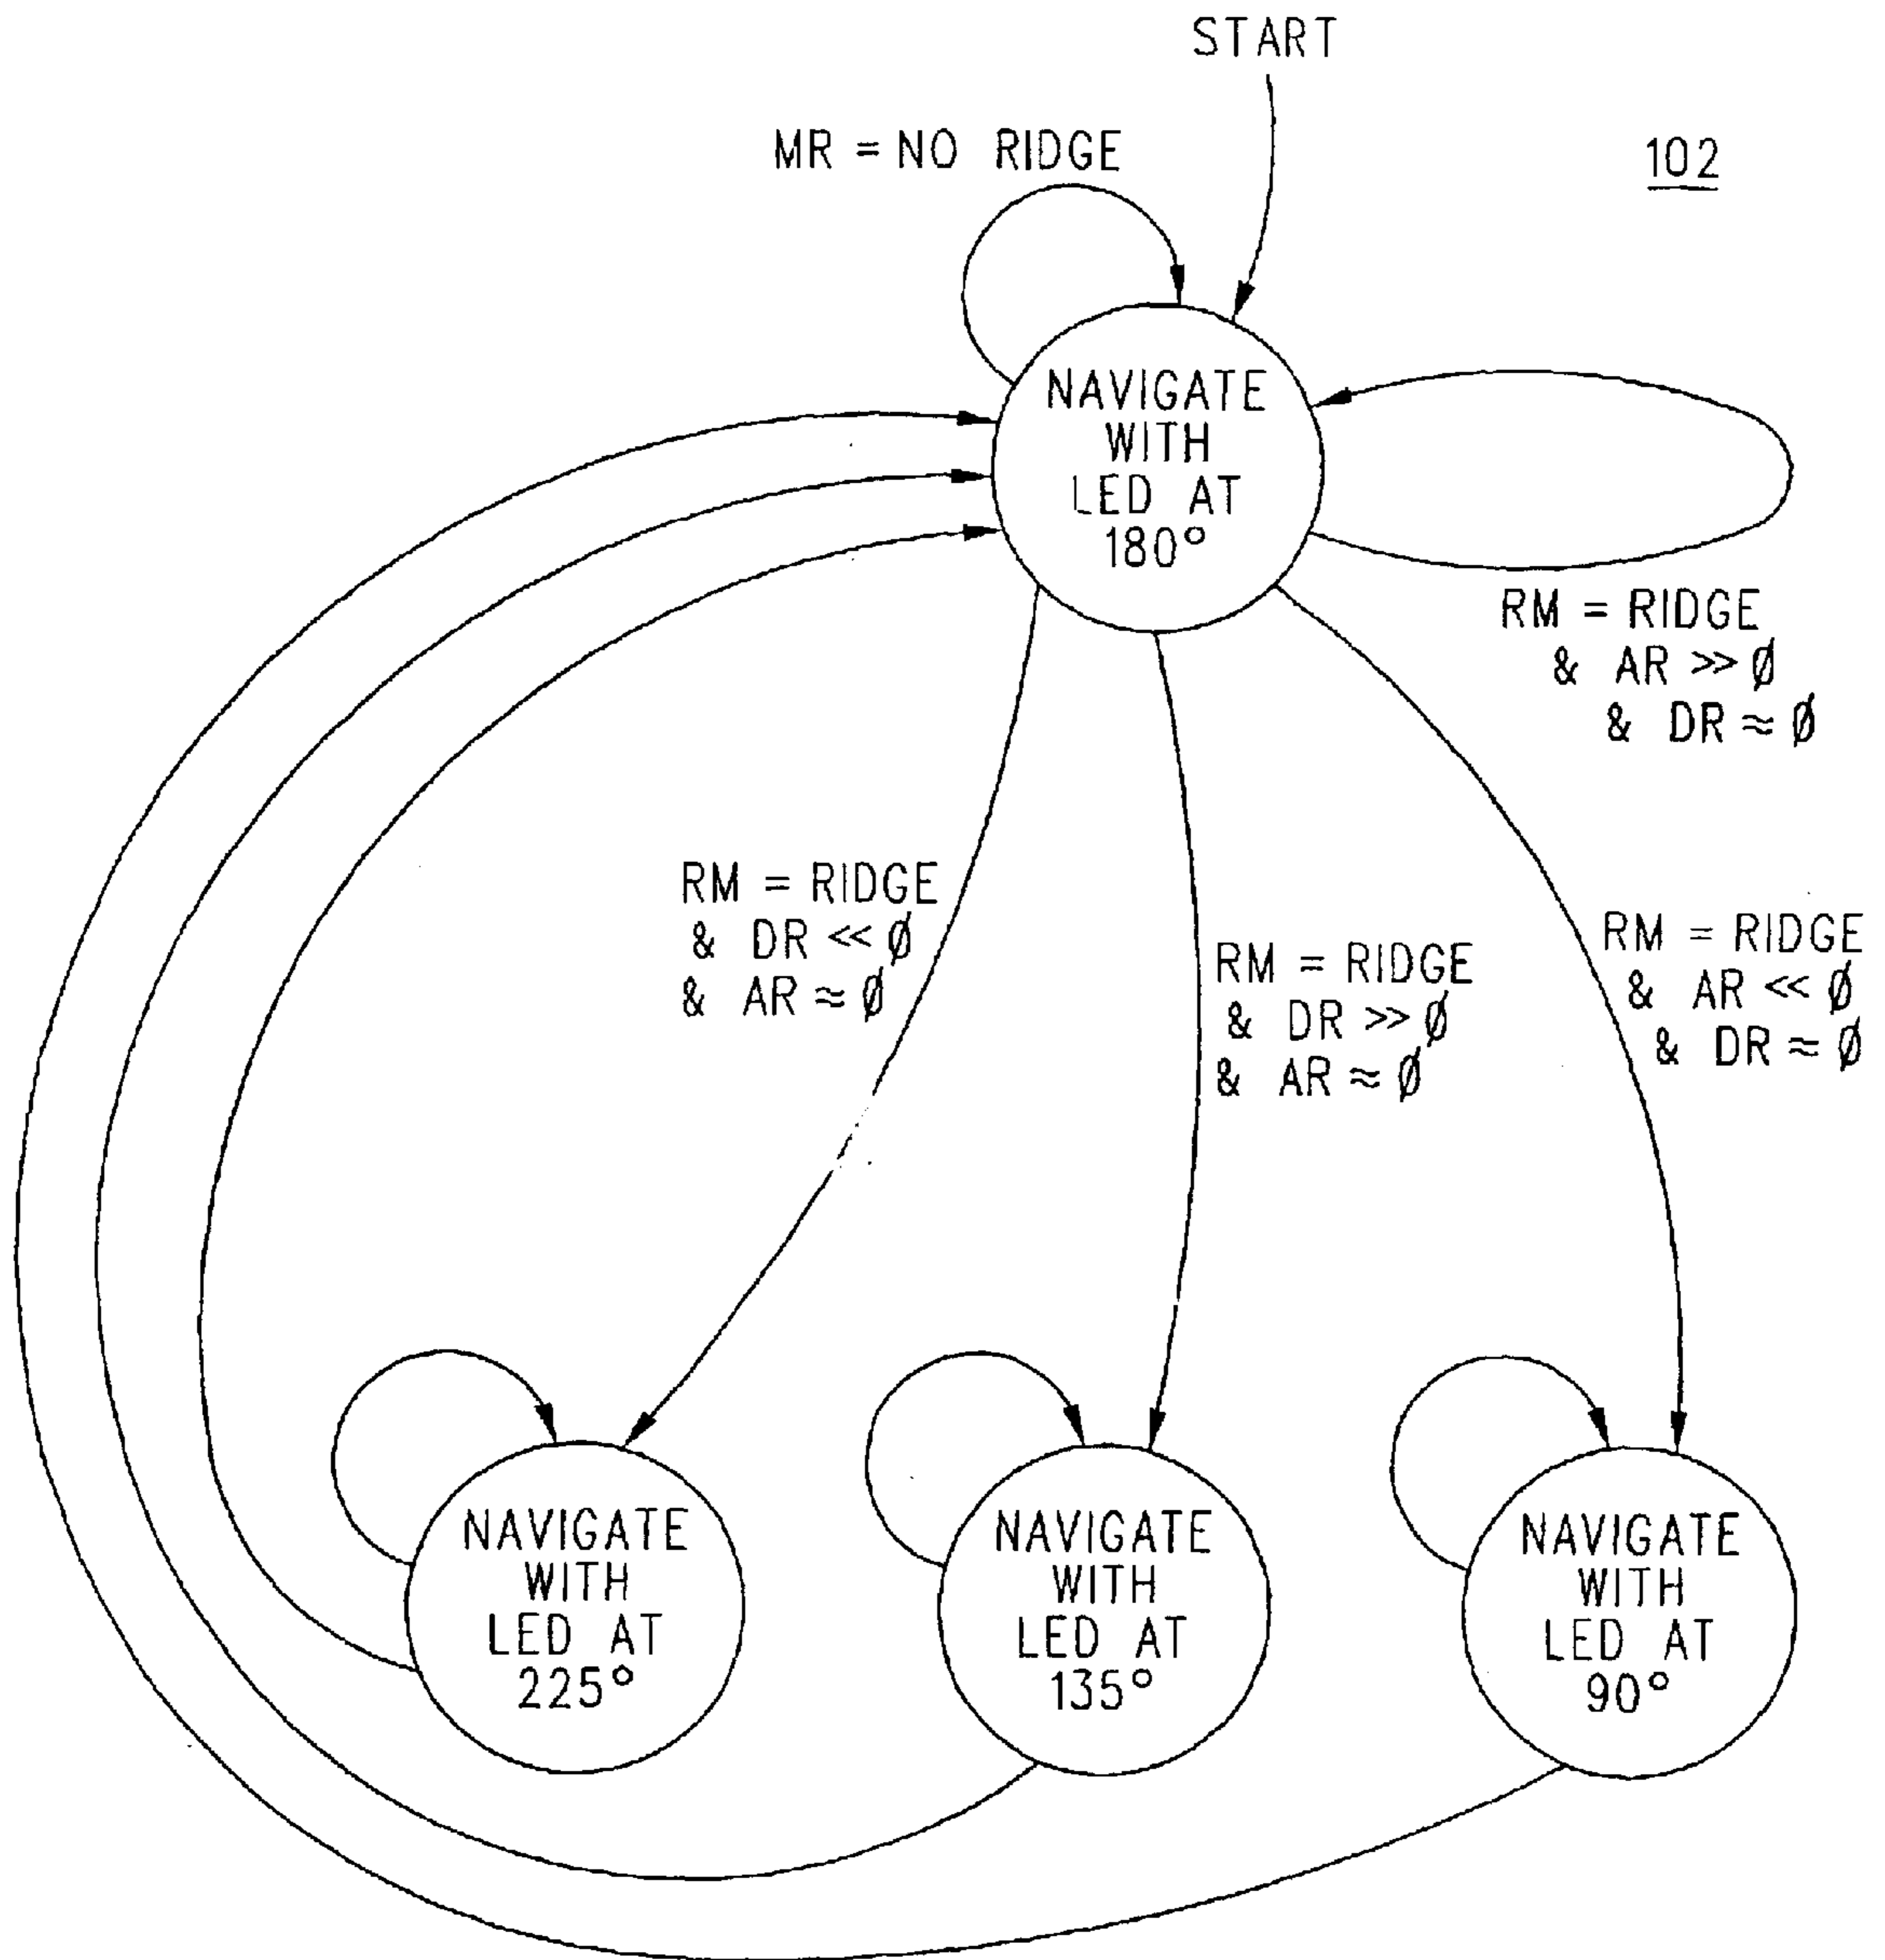 START
MR = NO RIDGE
102
NAVIGATE
WITH
LED AT
180°
RM = RIDGE
& AR >> Ø
& DR ≈ Ø
RM = RIDGE
& DR << Ø
& AR ≈ Ø
RM = RIDGE
& DR >> Ø
& AR ≈ Ø
RM = RIDGE
& AR << Ø
& DR ≈ Ø
NAVIGATE
WITH
LED AT
225°
NAVIGATE
WITH
LED AT
135°
NAVIGATE
WITH
LED AT
90°